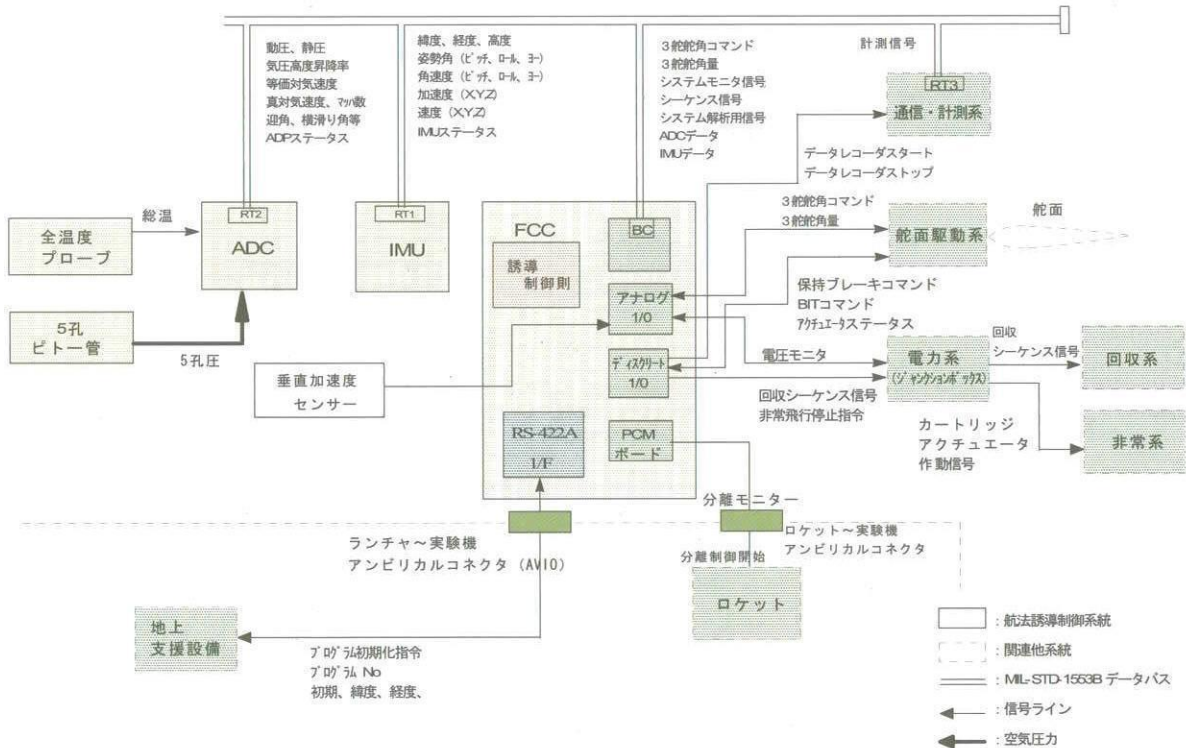 動圧、静圧
気圧高度昇降率
等価対気速度
真対気速度、マッハ数
迎角、横滑り角等
ADPステータス
緯度、経度、高度
姿勢角（ピッチ、ロール、ヨー）
角速度（ピッチ、ロール、ヨー）
加速度（X,Y,Z）
速度（X,Y,Z）
IMUステータス
3舵舵角コマンド
3舵舵角量
システムモニタ信号
シーケンス信号
システム解析用信号
ADCデータ
IMUデータ
計測信号
RT3
通信・計測系
データレコーダスタート
データレコーダストップ
全温度
プローブ
総温
RT2
ADC
RT1
IMU
5孔
ピトー管
5孔圧
FCC
BC
誘導
制御則
アナログ
I/O
ディスクリート
I/O
RS-422A
I/F
PCM
ボード
垂直加速度
センサー
3舵舵角コマンド
3舵舵角量
舵面駆動系
舵面
保持ブレーキコマンド
BITコマンド
アクチュエータステータス
電圧モニタ
回収シーケンス信号
非常飛行停止指令
電力系
(ジャンクションボックス)
回収
シーケンス信号
回収系
カートリッジ
アクチュエータ
作動信号
非常系
ランチャ～実験機
アンビリカルコネクタ (AVIO)
分離モニター
ロケット～実験機
アンビリカルコネクタ
分離制御開始
ロケット
地上
支援設備
プログラム初期化指令
プログラム No
初期、緯度、経度、
：航法誘導制御系統
：関連他系統
：MIL-STD-1553B データバス
：信号ライン
：空気圧力